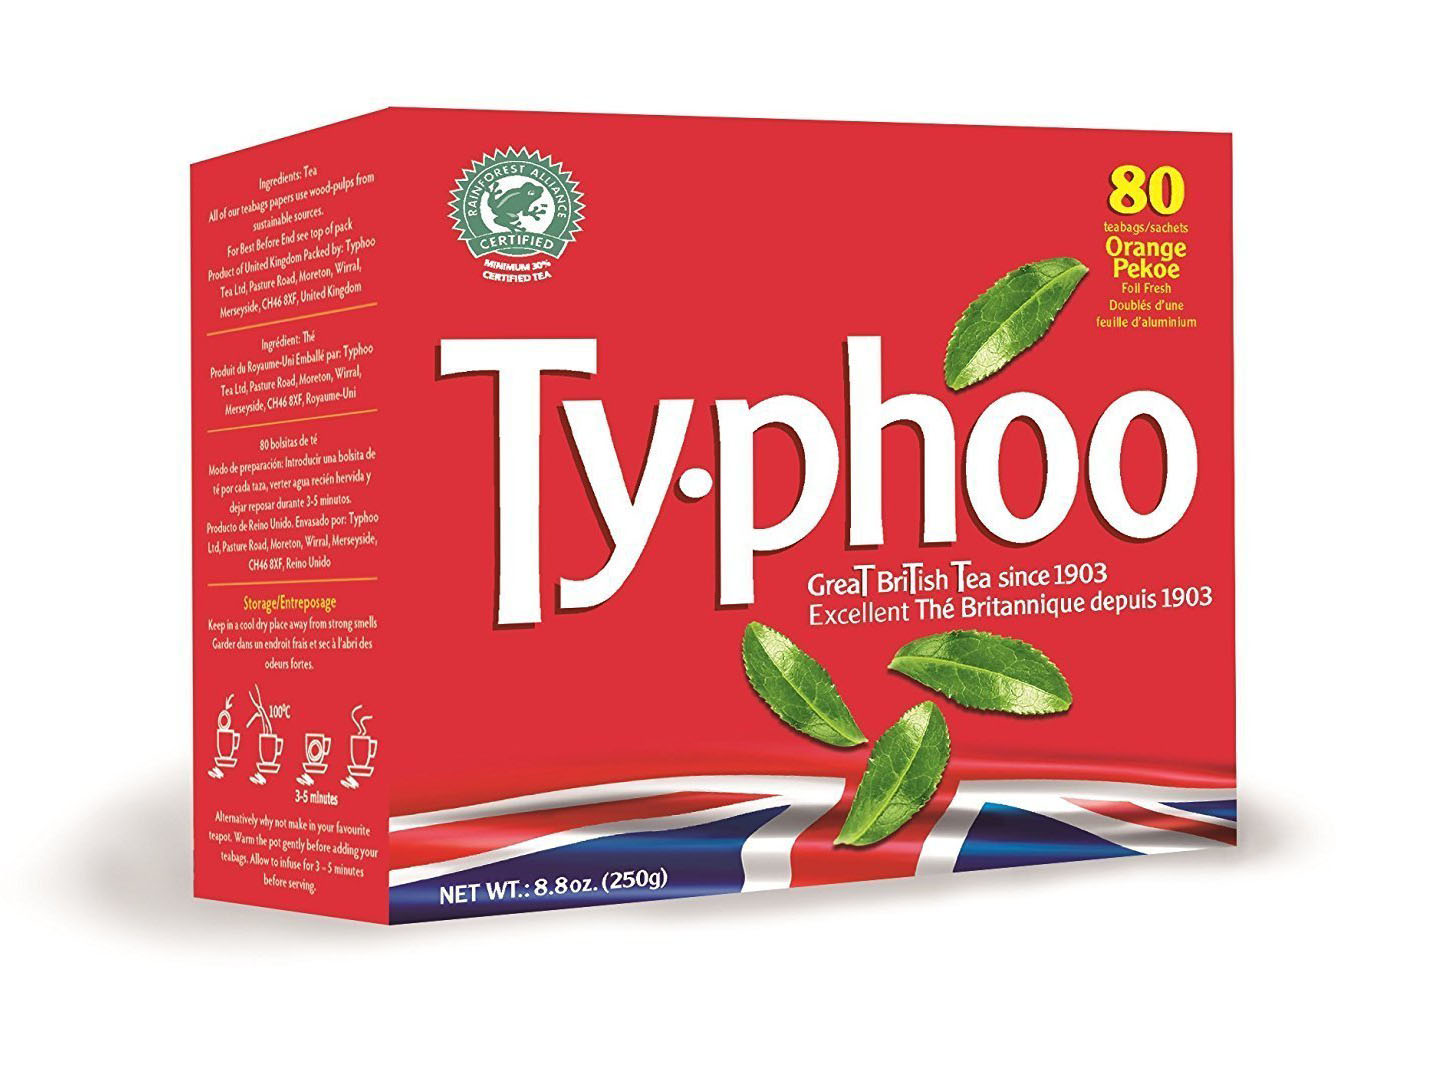 Ingredients: Tea
All of our teabags papers use wood-pulps from
sustainable sources.
For Best Before End see top of pack
Product of United Kingdom Packed by: Typhoo
Tea Ltd, Pasture Road, Moreton, Wirral,
Merseyside, CH46 8XF, United Kingdom
Ingrédient: Thé
Produit du Royaume-Uni Emballé par: Typhoo
Tea Ltd, Pasture Road, Moreton, Wirral,
Merseyside, CH46 8XF, Royaume-Uni
80 bolsitas de té
Modo de preparación: Introducir una bolsita de
té por cada taza, verter agua recién hervida y
dejar reposar durante 3-5 minutos.
Producto de Reino Unido. Envasado por: Typhoo
Ltd, Pasture Road, Moreton, Wirral, Merseyside,
CH46 8XF, Reino Unido
Storage/Entreposage
Keep in a cool dry place away from strong smells
Garder dans un endroit frais et sec à l'abri des
odeurs fortes.
100°C
3-5 minutes
Alternatively why not make in your favourite
teapot. Warm the pot gently before adding your
teabags. Allow to infuse for 3 - 5 minutes
before serving.
RAINFOREST ALLIANCE
CERTIFIED
MINIMUM 30%
CERTIFIED TEA
80
teabags/sachets
Orange
Pekoe
Foil Fresh
Doublés d'une
feuille d'aluminium
Ty·phoo
GreaT BriTish Tea since 1903
Excellent Thé Britannique depuis 1903
NET WT.: 8.8oz. (250g)